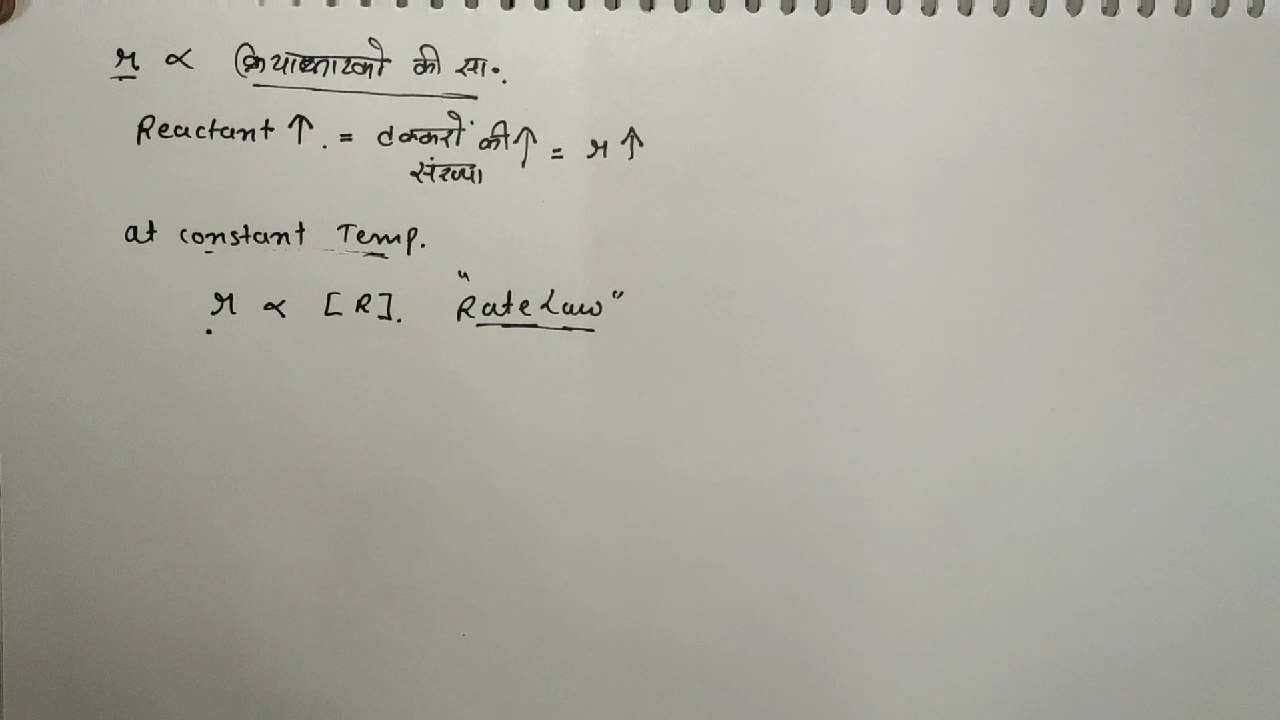 r ∝ क्रियाकारको की सा॰.
Reactant ↑. = टक्करों की ↑ = r ↑
संख्या
at constant Temp.
r ∝ [R]. "Rate Law"